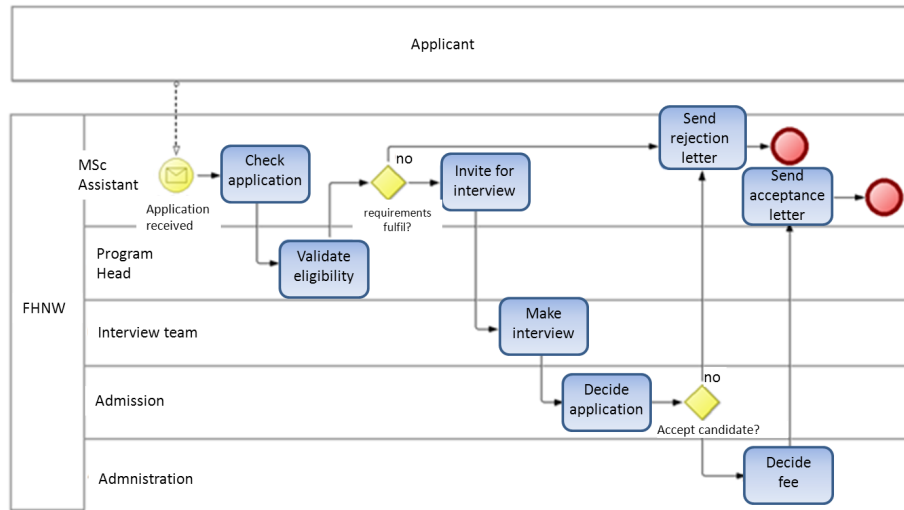 Applicant
FHNW
MSc
Assistant
Application
received
Check
application
no
requirements
fulfil?
Invite for
interview
Send
rejection
letter
Send
acceptance
letter
Program
Head
Validate
eligibility
Interview team
Make
interview
Admission
Decide
application
no
Accept candidate?
Admnistration
Decide
fee